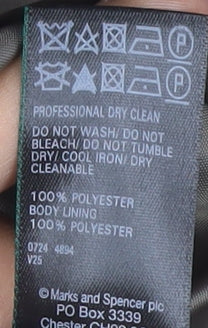 P
P
PROFESSIONAL DRY CLEAN
DO NOT WASH/ DO NOT
BLEACH/ DO NOT TUMBLE
DRY/ COOL IRON/ DRY
CLEANABLE
100% POLYESTER
BODY LINING
100% POLYESTER
0724 4894
V25
© Marks and Spencer plc
PO Box 3339
Chester